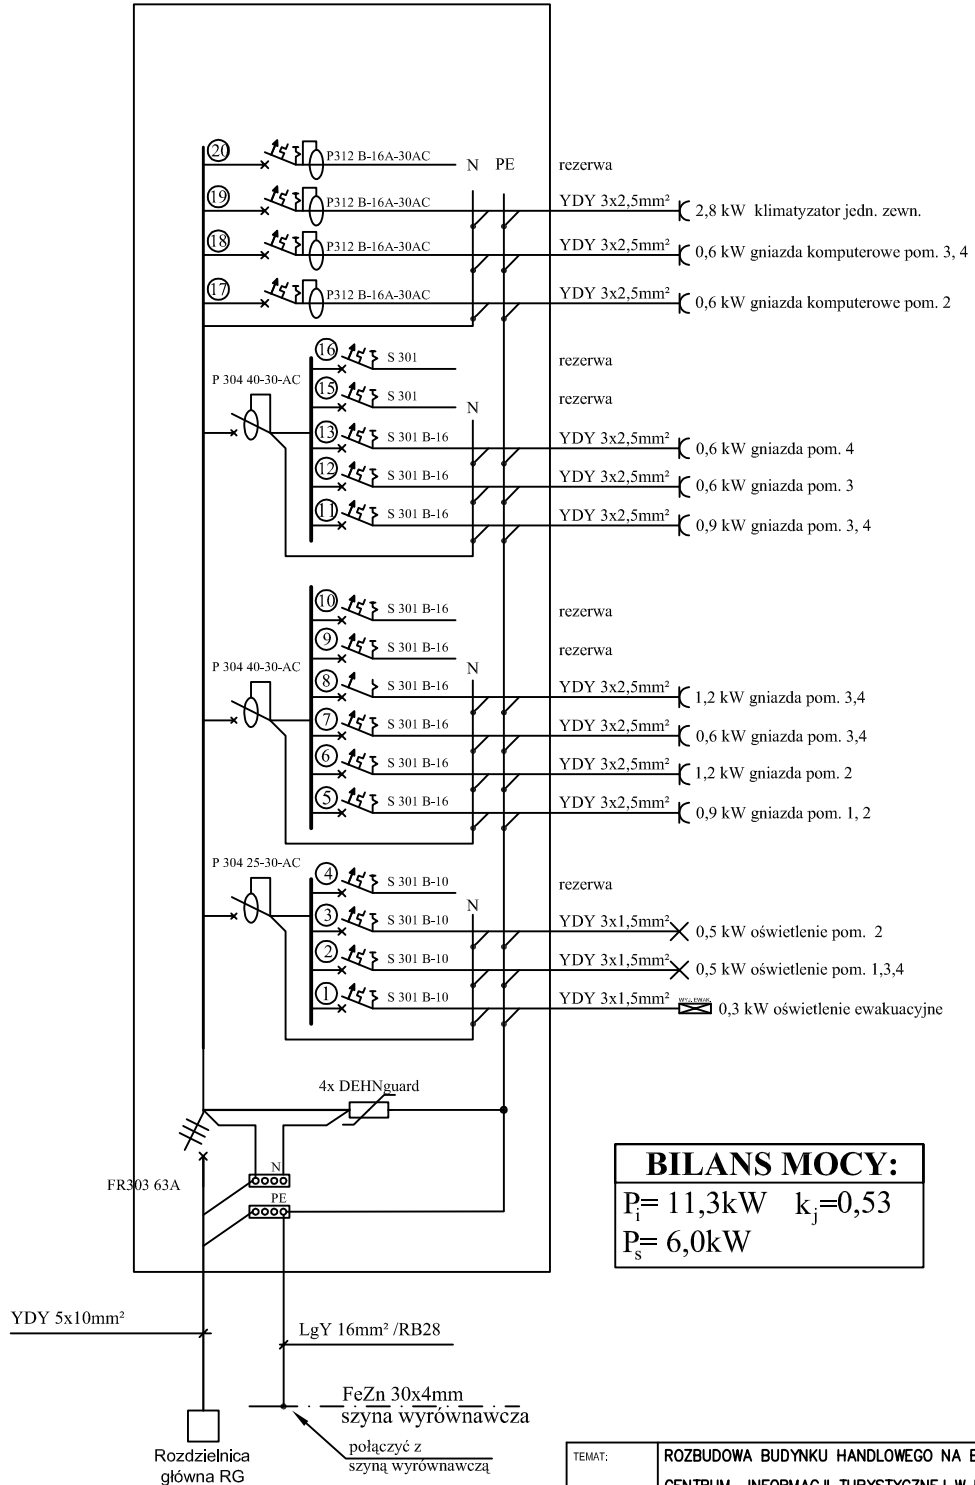 20 P312 B-16A-30AC N PE rezerwa
19 P312 B-16A-30AC YDY 3x2,5mm² 2,8 kW klimatyzator jedn. zewn.
18 P312 B-16A-30AC YDY 3x2,5mm² 0,6 kW gniazda komputerowe pom. 3, 4
17 P312 B-16A-30AC YDY 3x2,5mm² 0,6 kW gniazda komputerowe pom. 2
P 304 40-30-AC
16 S 301 rezerwa
15 S 301 N rezerwa
13 S 301 B-16 YDY 3x2,5mm² 0,6 kW gniazda pom. 4
12 S 301 B-16 YDY 3x2,5mm² 0,6 kW gniazda pom. 3
11 S 301 B-16 YDY 3x2,5mm² 0,9 kW gniazda pom. 3, 4
P 304 40-30-AC
10 S 301 B-16 rezerwa
9 S 301 B-16 N rezerwa
8 S 301 B-16 YDY 3x2,5mm² 1,2 kW gniazda pom. 3,4
7 S 301 B-16 YDY 3x2,5mm² 0,6 kW gniazda pom. 3,4
6 S 301 B-16 YDY 3x2,5mm² 1,2 kW gniazda pom. 2
5 S 301 B-16 YDY 3x2,5mm² 0,9 kW gniazda pom. 1, 2
P 304 25-30-AC
4 S 301 B-10 N rezerwa
3 S 301 B-10 YDY 3x1,5mm² 0,5 kW oświetlenie pom. 2
2 S 301 B-10 YDY 3x1,5mm² 0,5 kW oświetlenie pom. 1,3,4
1 S 301 B-10 YDY 3x1,5mm² 0,3 kW oświetlenie ewakuacyjne
4x DEHNguard
FR303 63A
N
PE
BILANS MOCY:
Pi= 11,3kW kj=0,53
Ps= 6,0kW
YDY 5x10mm²
LgY 16mm² /RB28
FeZn 30x4mm
szyna wyrównawcza
połączyć z
szyną wyrównawczą
Rozdzielnica
główna RG
TEMAT: ROZBUDOWA BUDYNKU HANDLOWEGO NA
CENTRUM INFORMACJI TURYSTYCZNEJ W